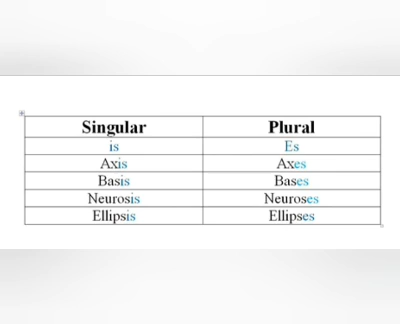 Singular Plural
is Es
Axis Axes
Basis Bases
Neurosis Neuroses
Ellipsis Ellipses